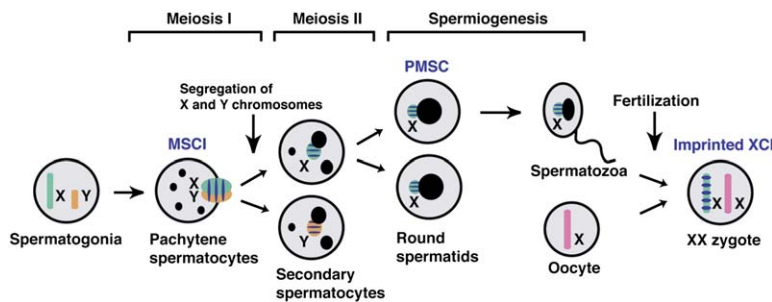 Meiosis I
Meiosis II
Spermiogenesis
Segregation of
X and Y chromosomes
MSCI
PMSC
Fertilization
Imprinted XCI
X
Y
X
Y
X
Y
X
X
X
X
X
X
Spermatogonia
Pachytene
spermatocytes
Secondary
spermatocytes
Round
spermatids
Spermatozoa
Oocyte
XX zygote